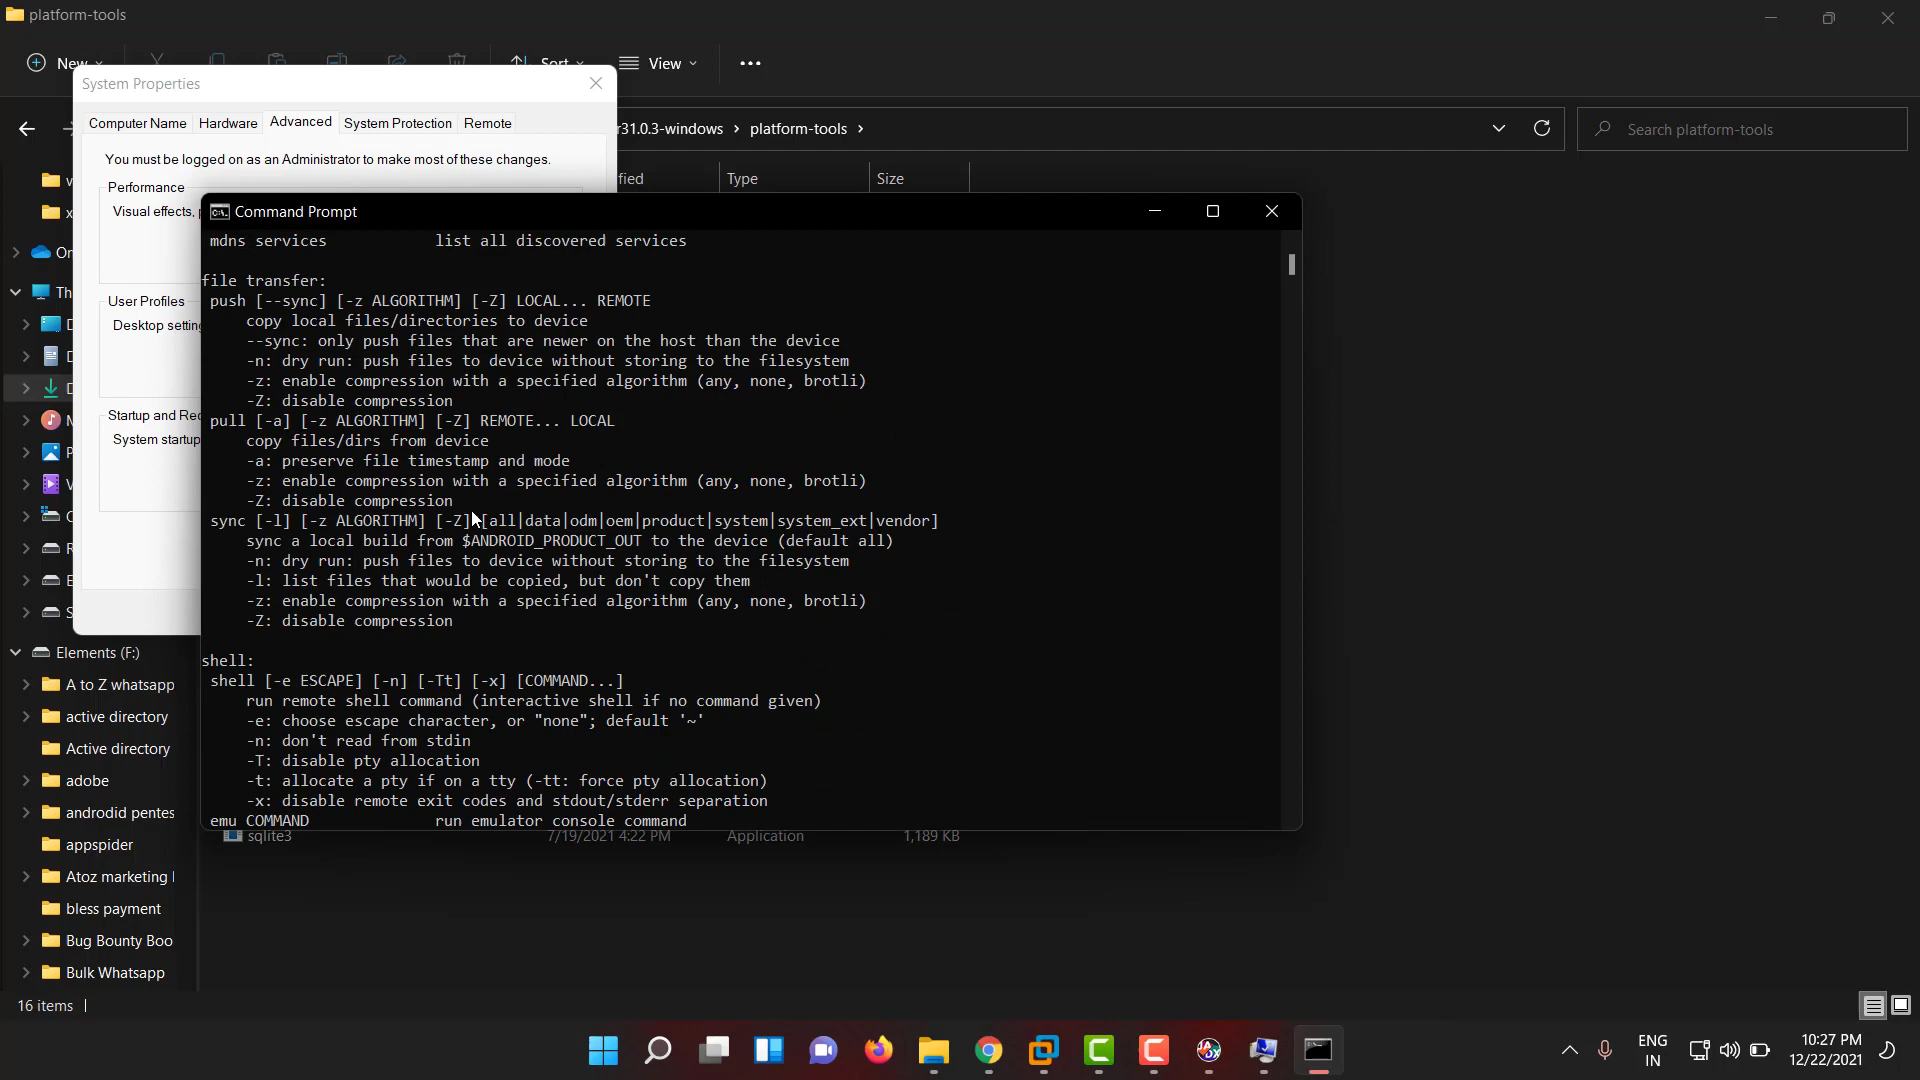 platform-tools
New
Sort
View
System Properties
Computer Name
Hardware
Advanced
System Protection
Remote
r31.0.3-windows > platform-tools >
Search platform-tools
You must be logged on as an Administrator to make most of these changes.
Performance
Visual effects,
User Profiles
Desktop setting
Startup and Rec
System startup
Type
Size
Command Prompt
mdns services list all discovered services
file transfer:
push [--sync] [-z ALGORITHM] [-Z] LOCAL... REMOTE
copy local files/directories to device
--sync: only push files that are newer on the host than the device
-n: dry run: push files to device without storing to the filesystem
-z: enable compression with a specified algorithm (any, none, brotli)
-Z: disable compression
pull [-a] [-z ALGORITHM] [-Z] REMOTE... LOCAL
copy files/dirs from device
-a: preserve file timestamp and mode
-z: enable compression with a specified algorithm (any, none, brotli)
-Z: disable compression
sync [-l] [-z ALGORITHM] [-Z] [all|data|odm|oem|product|system|system_ext|vendor]
sync a local build from $ANDROID_PRODUCT_OUT to the device (default all)
-n: dry run: push files to device without storing to the filesystem
-l: list files that would be copied, but don't copy them
-z: enable compression with a specified algorithm (any, none, brotli)
-Z: disable compression
shell:
shell [-e ESCAPE] [-n] [-Tt] [-x] [COMMAND...]
run remote shell command (interactive shell if no command given)
-e: choose escape character, or "none"; default '~'
-n: don't read from stdin
-T: disable pty allocation
-t: allocate a pty if on a tty (-tt: force pty allocation)
-x: disable remote exit codes and stdout/stderr separation
emu COMMAND run emulator console command
sqlite3 7/19/2021 4:22 PM Application 1,189 KB
Elements (F:)
A to Z whatsapp
active directory
Active directory
adobe
androdid pentes
appspider
Atoz marketing
bless payment
Bug Bounty Boo
Bulk Whatsapp
16 items
ENG
IN
10:27 PM
12/22/2021